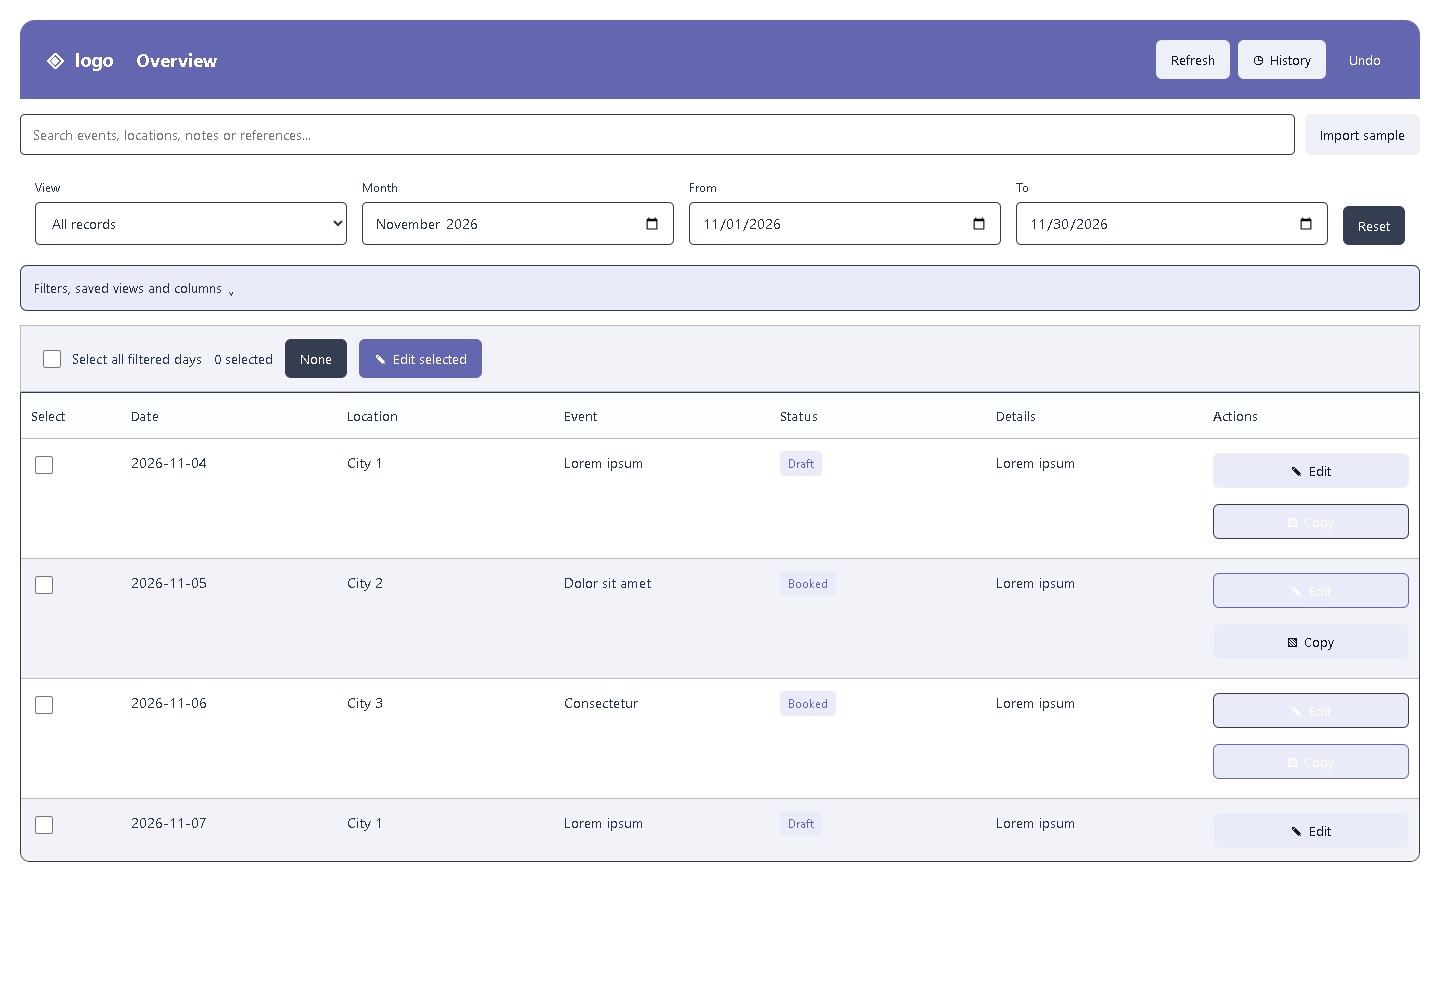 logo Overview Refresh History Undo
Search events, locations, notes or references... Import sample
View Month From To
All records November 2026 11/01/2026 11/30/2026 Reset
Filters, saved views and columns
Select all filtered days 0 selected None Edit selected
Select Date Location Event Status Details Actions
2026-11-04 City 1 Lorem ipsum Draft Lorem ipsum Edit
Copy
2026-11-05 City 2 Dolor sit amet Booked Lorem ipsum Edit
Copy
2026-11-06 City 3 Consectetur Booked Lorem ipsum Edit
Copy
2026-11-07 City 1 Lorem ipsum Draft Lorem ipsum Edit